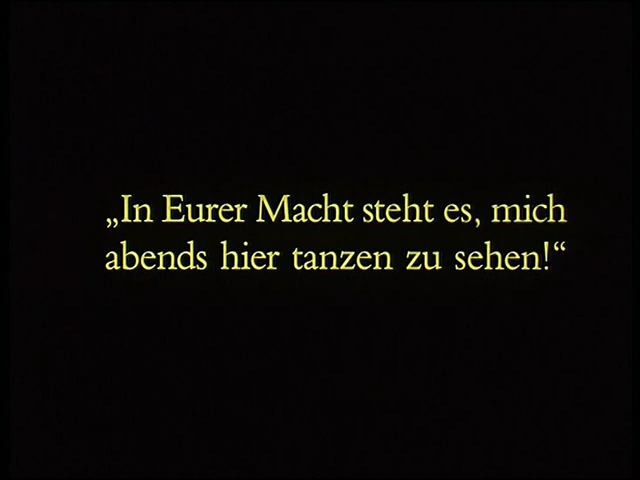 „In Eurer Macht steht es, mich
abends hier tanzen zu sehen!“